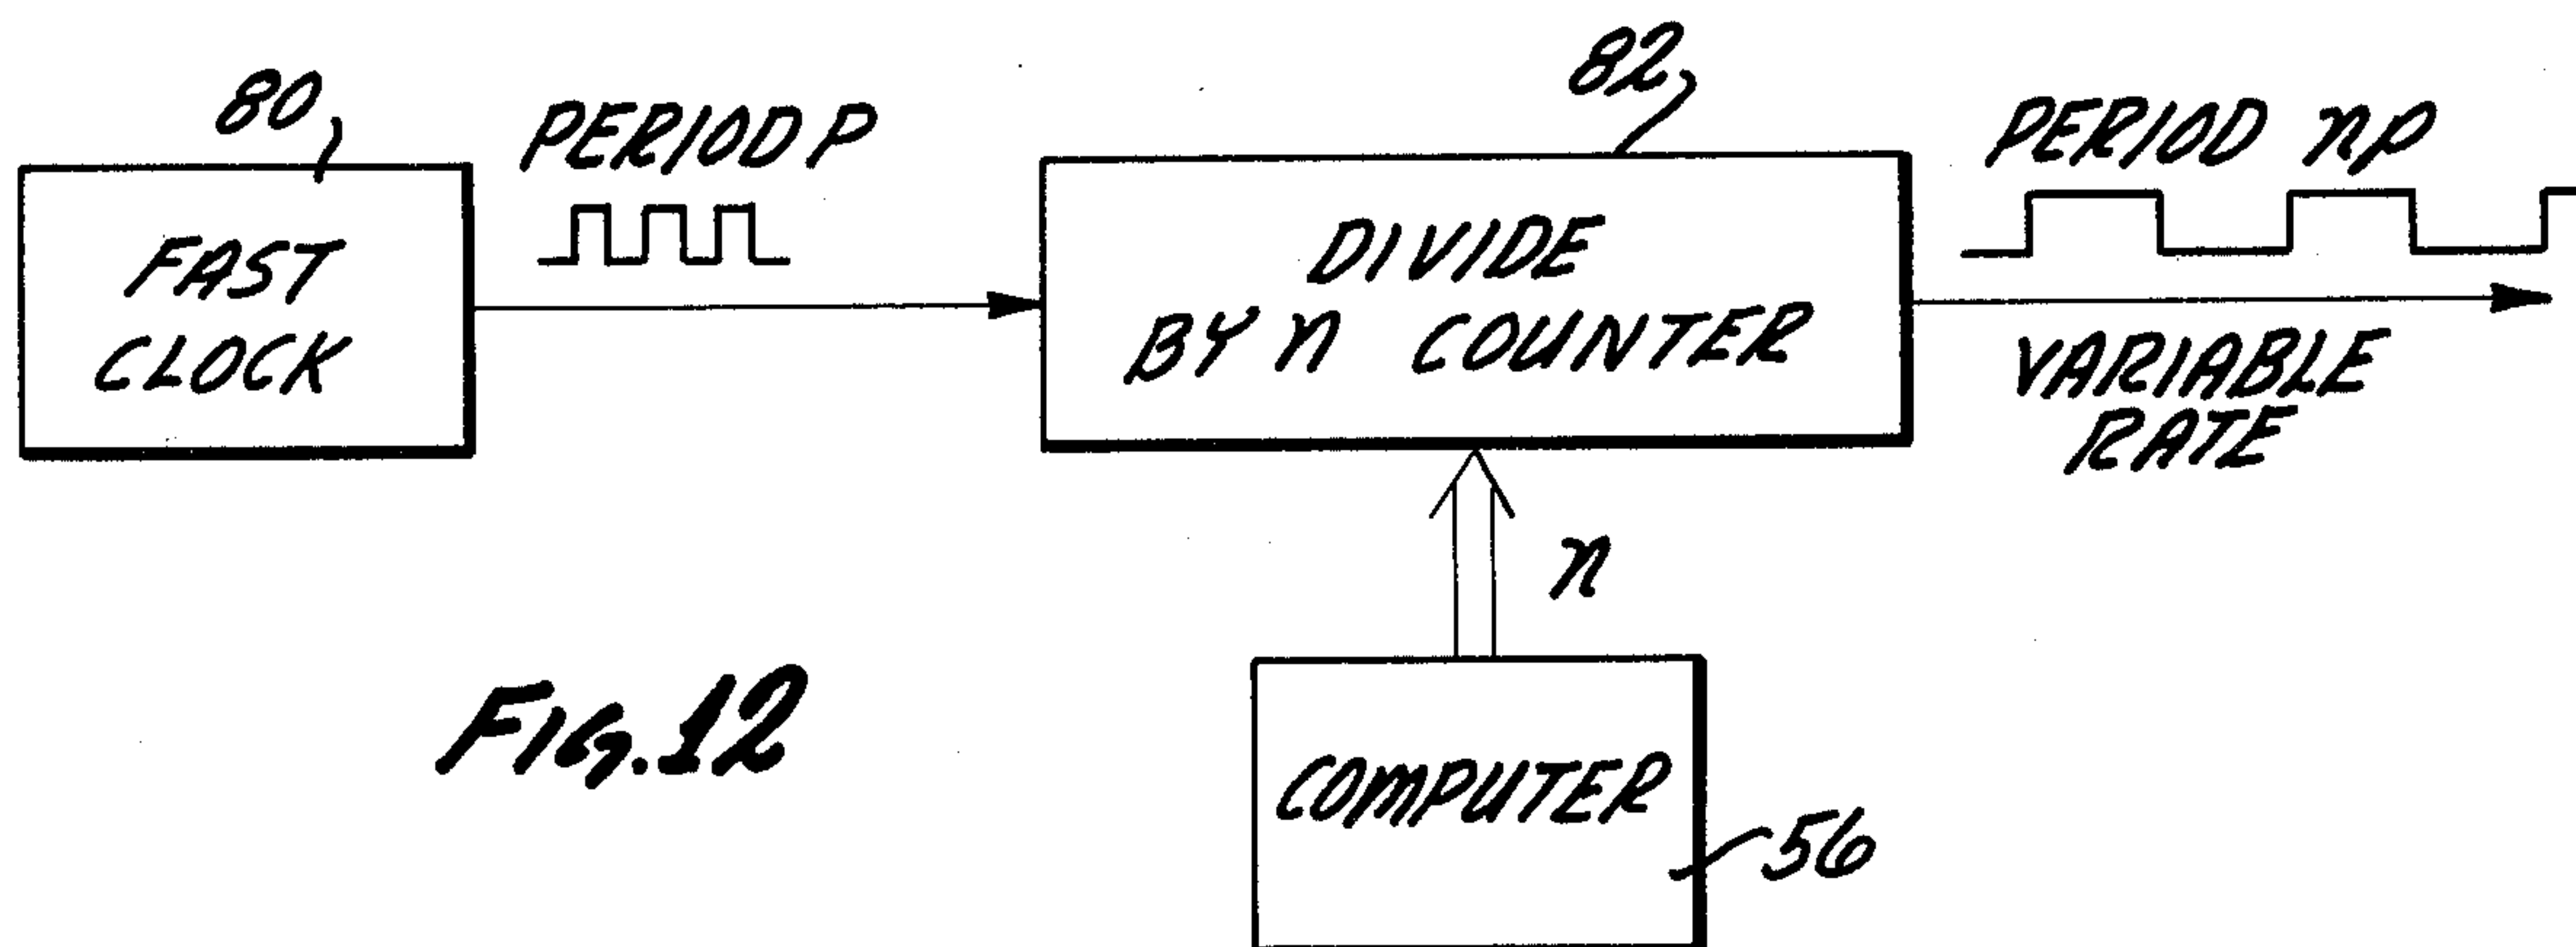 80
PERIOD P
82
PERIOD np
FAST
CLOCK
DIVIDE
BY n COUNTER
VARIABLE
RATE
n
FIG. 12
COMPUTER
56